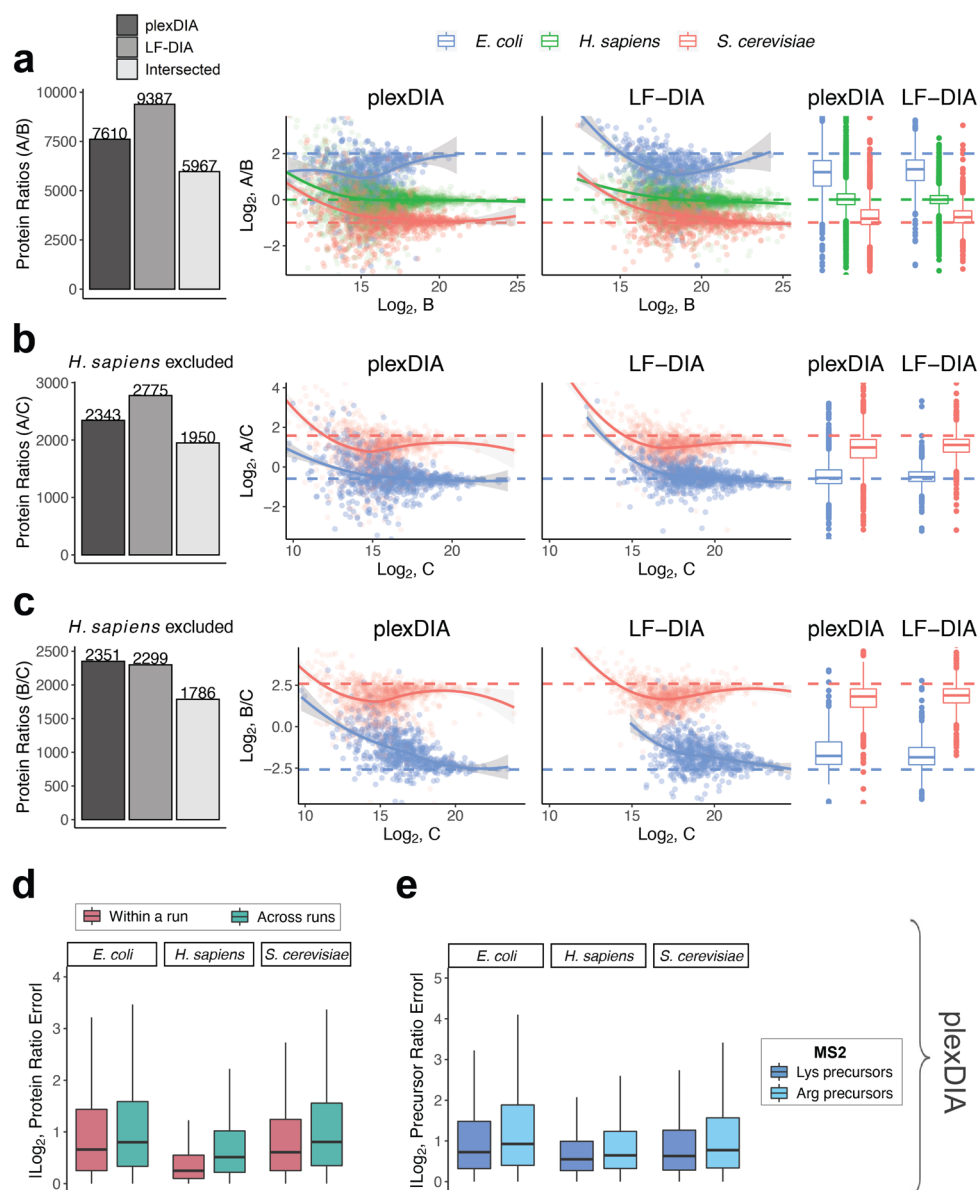 plexDIA
LF-DIA
Intersected
E. coli H. sapiens S. cerevisiae
a
plexDIA LF−DIA plexDIA LF−DIA
Protein Ratios (A/B)
10000
7500
5000
2500
0
7610 9387 5967
Log2, A/B
2
0
−2
15 20 25
15 20 25
Log2, B Log2, B
b
H. sapiens excluded
plexDIA LF−DIA plexDIA LF−DIA
Protein Ratios (A/C)
3000
2000
1000
0
2343 2775 1950
Log2, A/C
4
2
0
−2
10 15 20
15 20
Log2, C Log2, C
c
H. sapiens excluded
plexDIA LF−DIA plexDIA LF−DIA
Protein Ratios (B/C)
2500
2000
1500
1000
500
0
2351 2299 1786
Log2, B/C
2.5
0.0
−2.5
10 15 20
10 15 20
Log2, C Log2, C
d
Within a run Across runs
E. coli H. sapiens S. cerevisiae
|Log2, Protein Ratio Error|
4
3
2
1
0
e
E. coli H. sapiens S. cerevisiae
|Log2, Precursor Ratio Error|
5
4
3
2
1
0
MS2
Lys precursors
Arg precursors
plexDIA